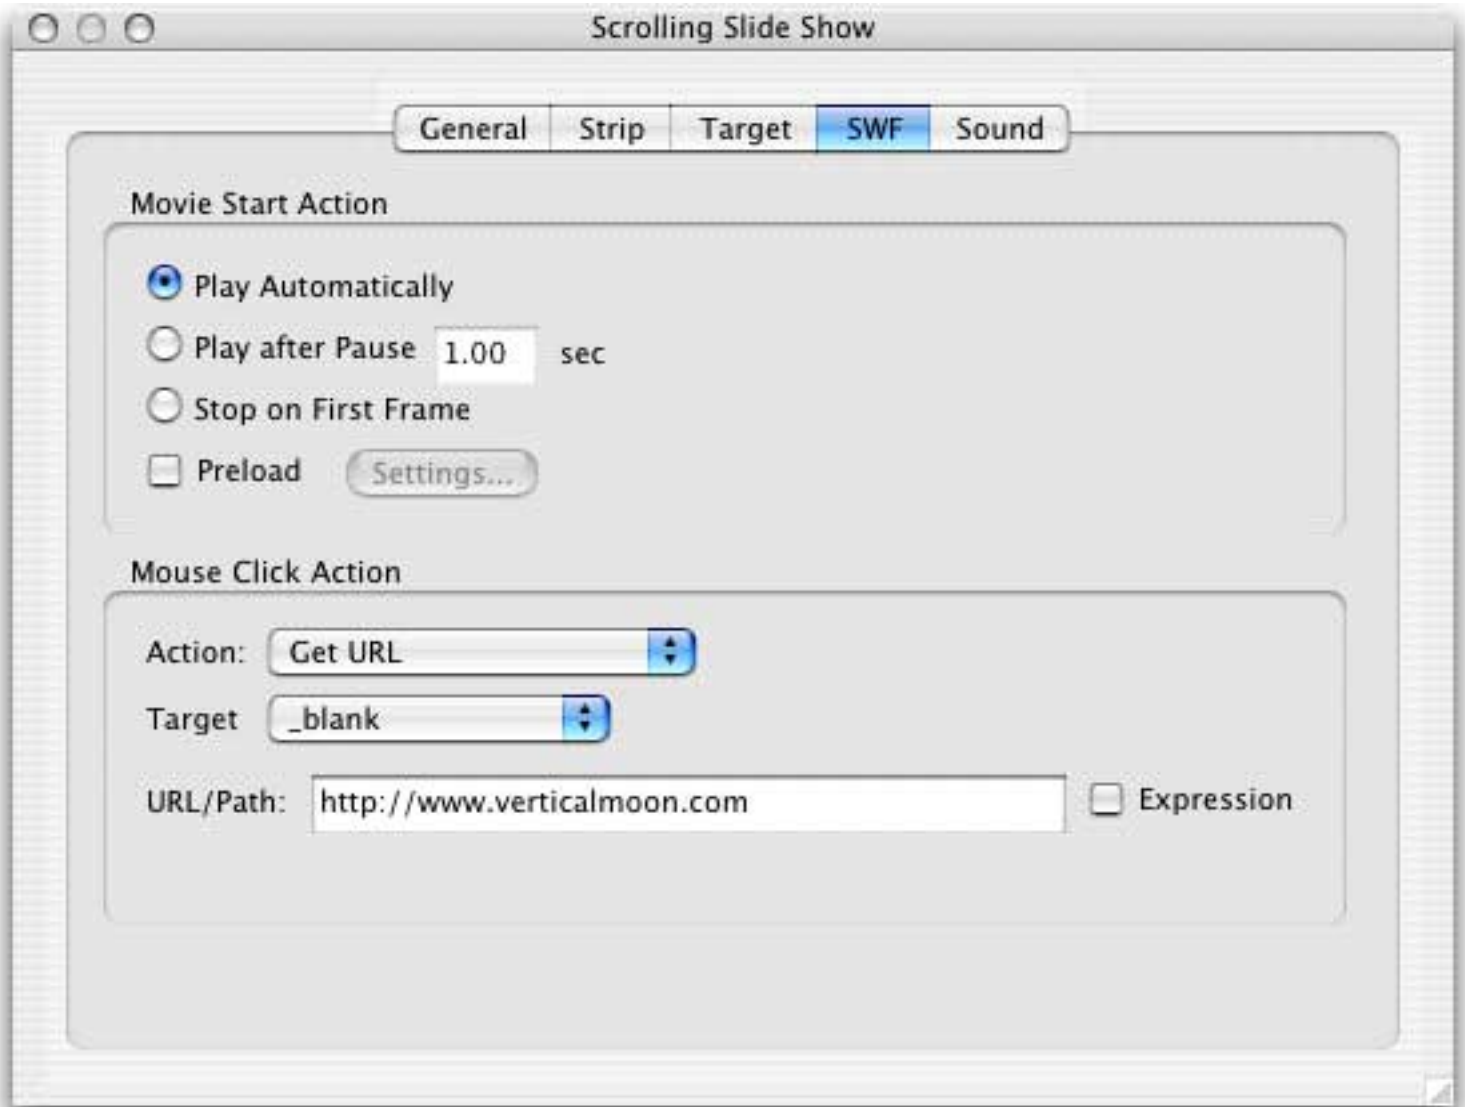 Scrolling Slide Show
General Strip Target SWF Sound
Movie Start Action
Play Automatically
Play after Pause 1.00 sec
Stop on First Frame
Preload Settings...
Mouse Click Action
Action: Get URL
Target _blank
URL/Path: http://www.verticalmoon.com Expression